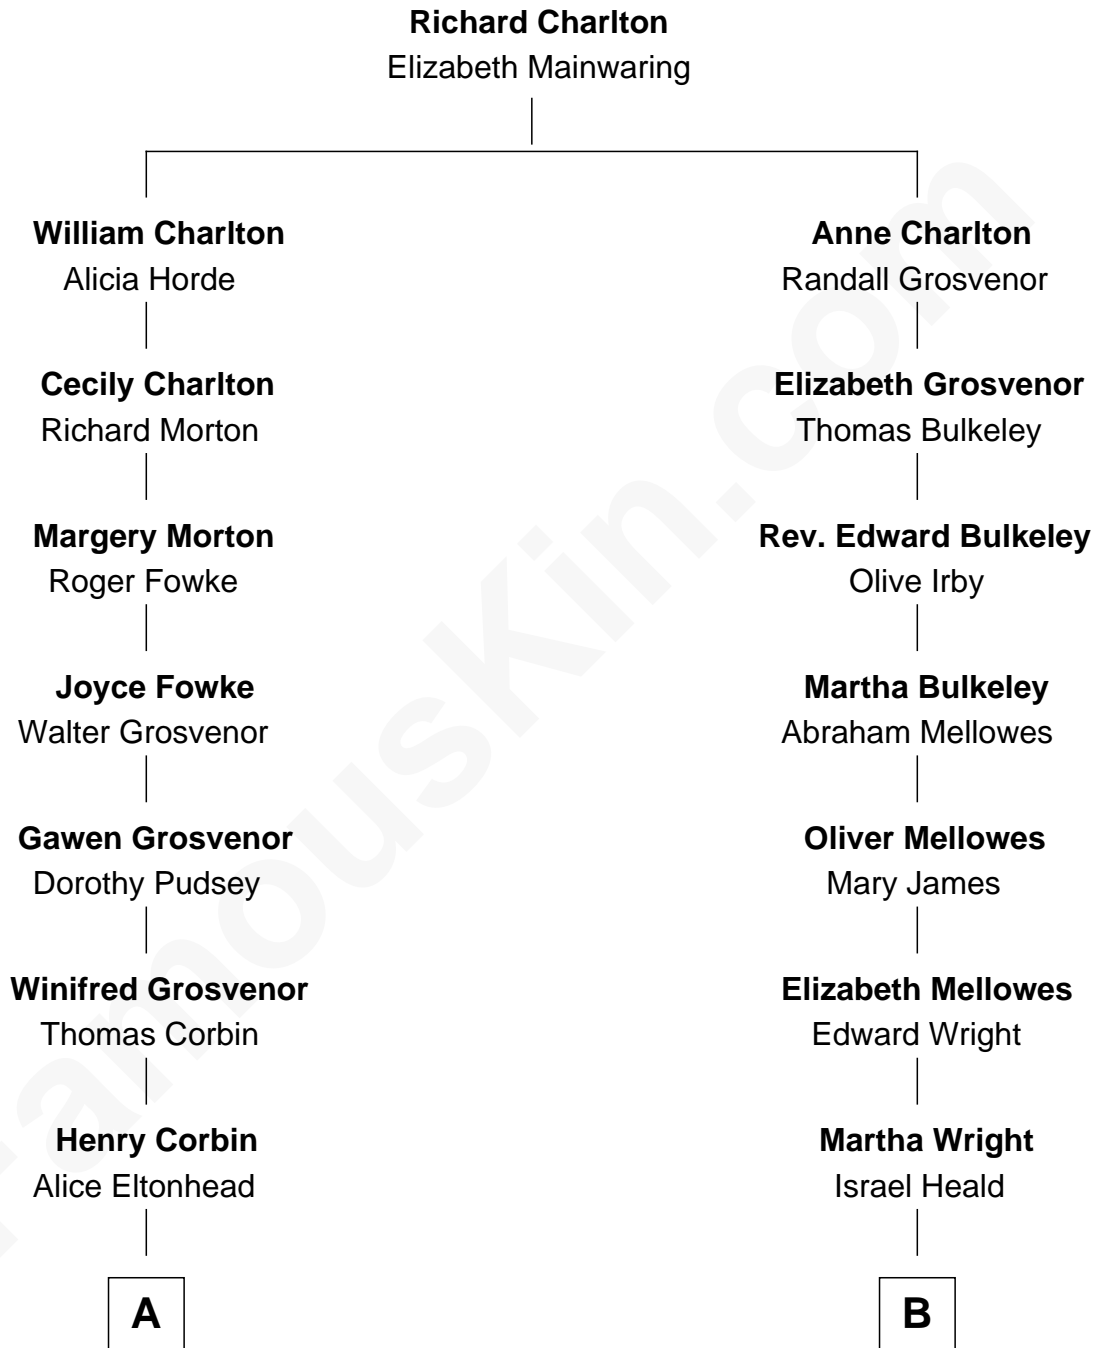 Richard Charlton
Elizabeth Mainwaring
William Charlton
Alicia Horde
Cecily Charlton
Richard Morton
Margery Morton
Roger Fowke
Joyce Fowke
Walter Grosvenor
Gawen Grosvenor
Dorothy Pudsey
Winifred Grosvenor
Thomas Corbin
Henry Corbin
Alice Eltonhead
A
Anne Charlton
Randall Grosvenor
Elizabeth Grosvenor
Thomas Bulkeley
Rev. Edward Bulkeley
Olive Irby
Martha Bulkeley
Abraham Mellowes
Oliver Mellowes
Mary James
Elizabeth Mellowes
Edward Wright
Martha Wright
Israel Heald
B
FamousKin.com